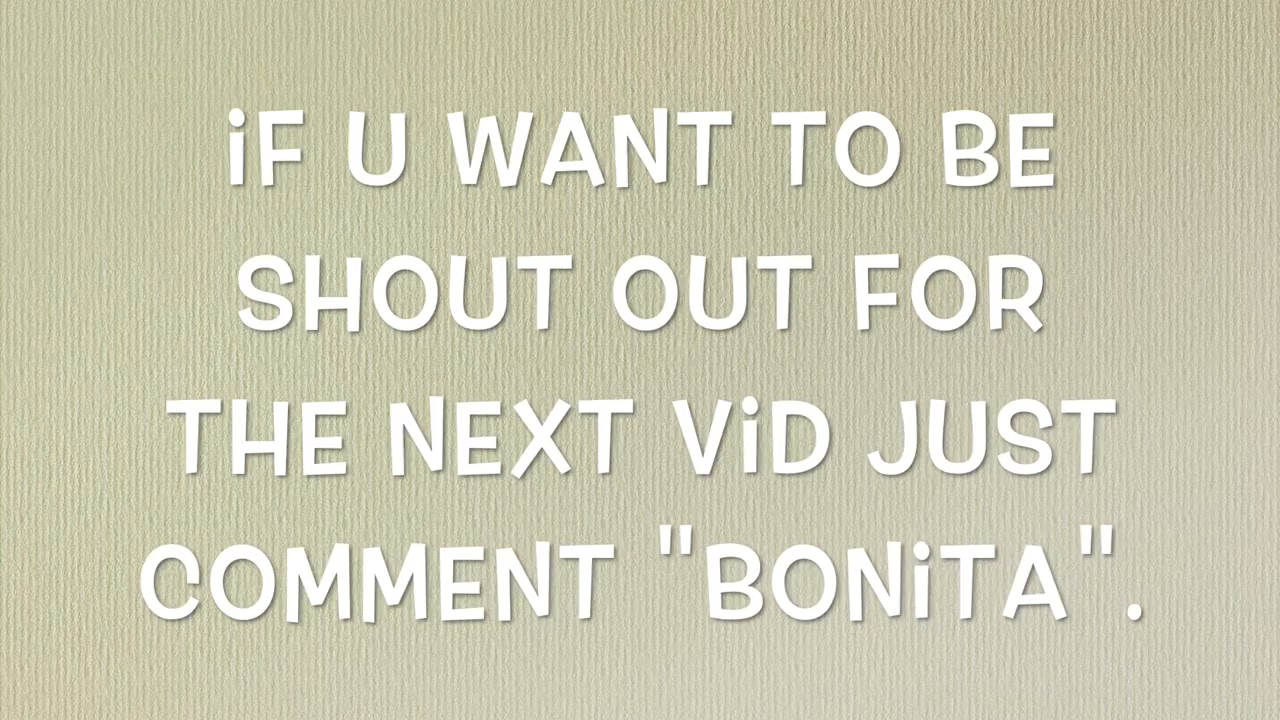 iF U WANT TO BE
SHOUT OUT FOR
THE NEXT ViD JUST
COMMENT "BONiTA".